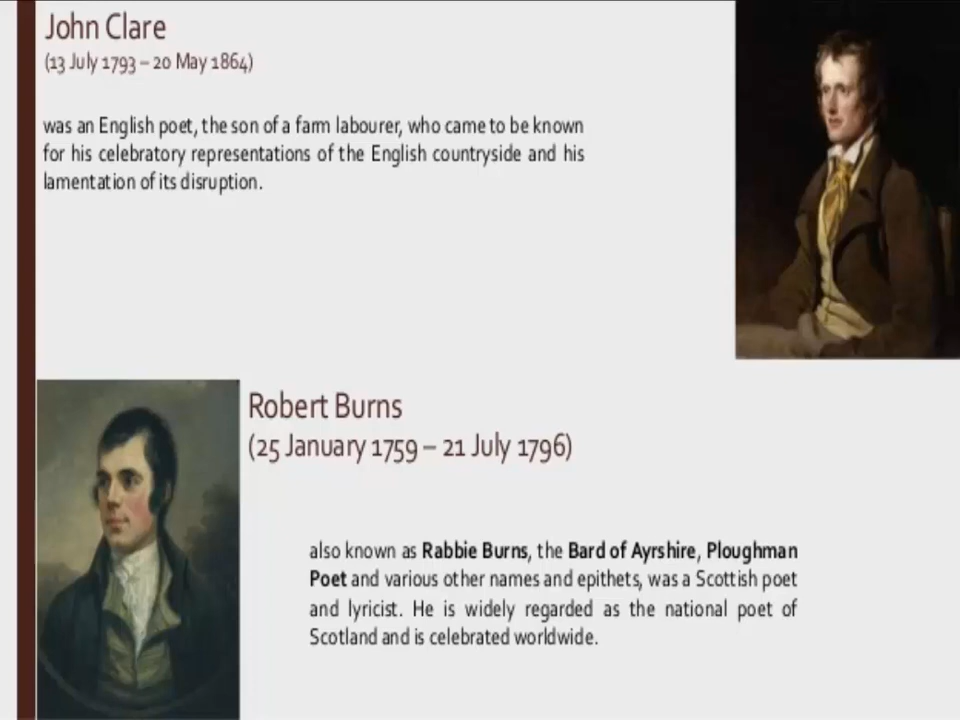 John Clare
(13 July 1793 – 20 May 1864)
was an English poet, the son of a farm labourer, who came to be known
for his celebratory representations of the English countryside and his
lamentation of its disruption.
Robert Burns
(25 January 1759 – 21 July 1796)
also known as Rabbie Burns, the Bard of Ayrshire, Ploughman
Poet and various other names and epithets, was a Scottish poet
and lyricist. He is widely regarded as the national poet of
Scotland and is celebrated worldwide.